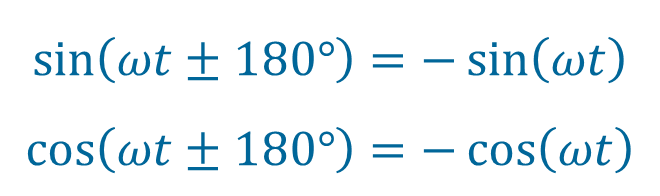 sin(ωt ± 180°) = − sin(ωt)
cos(ωt ± 180°) = − cos(ωt)